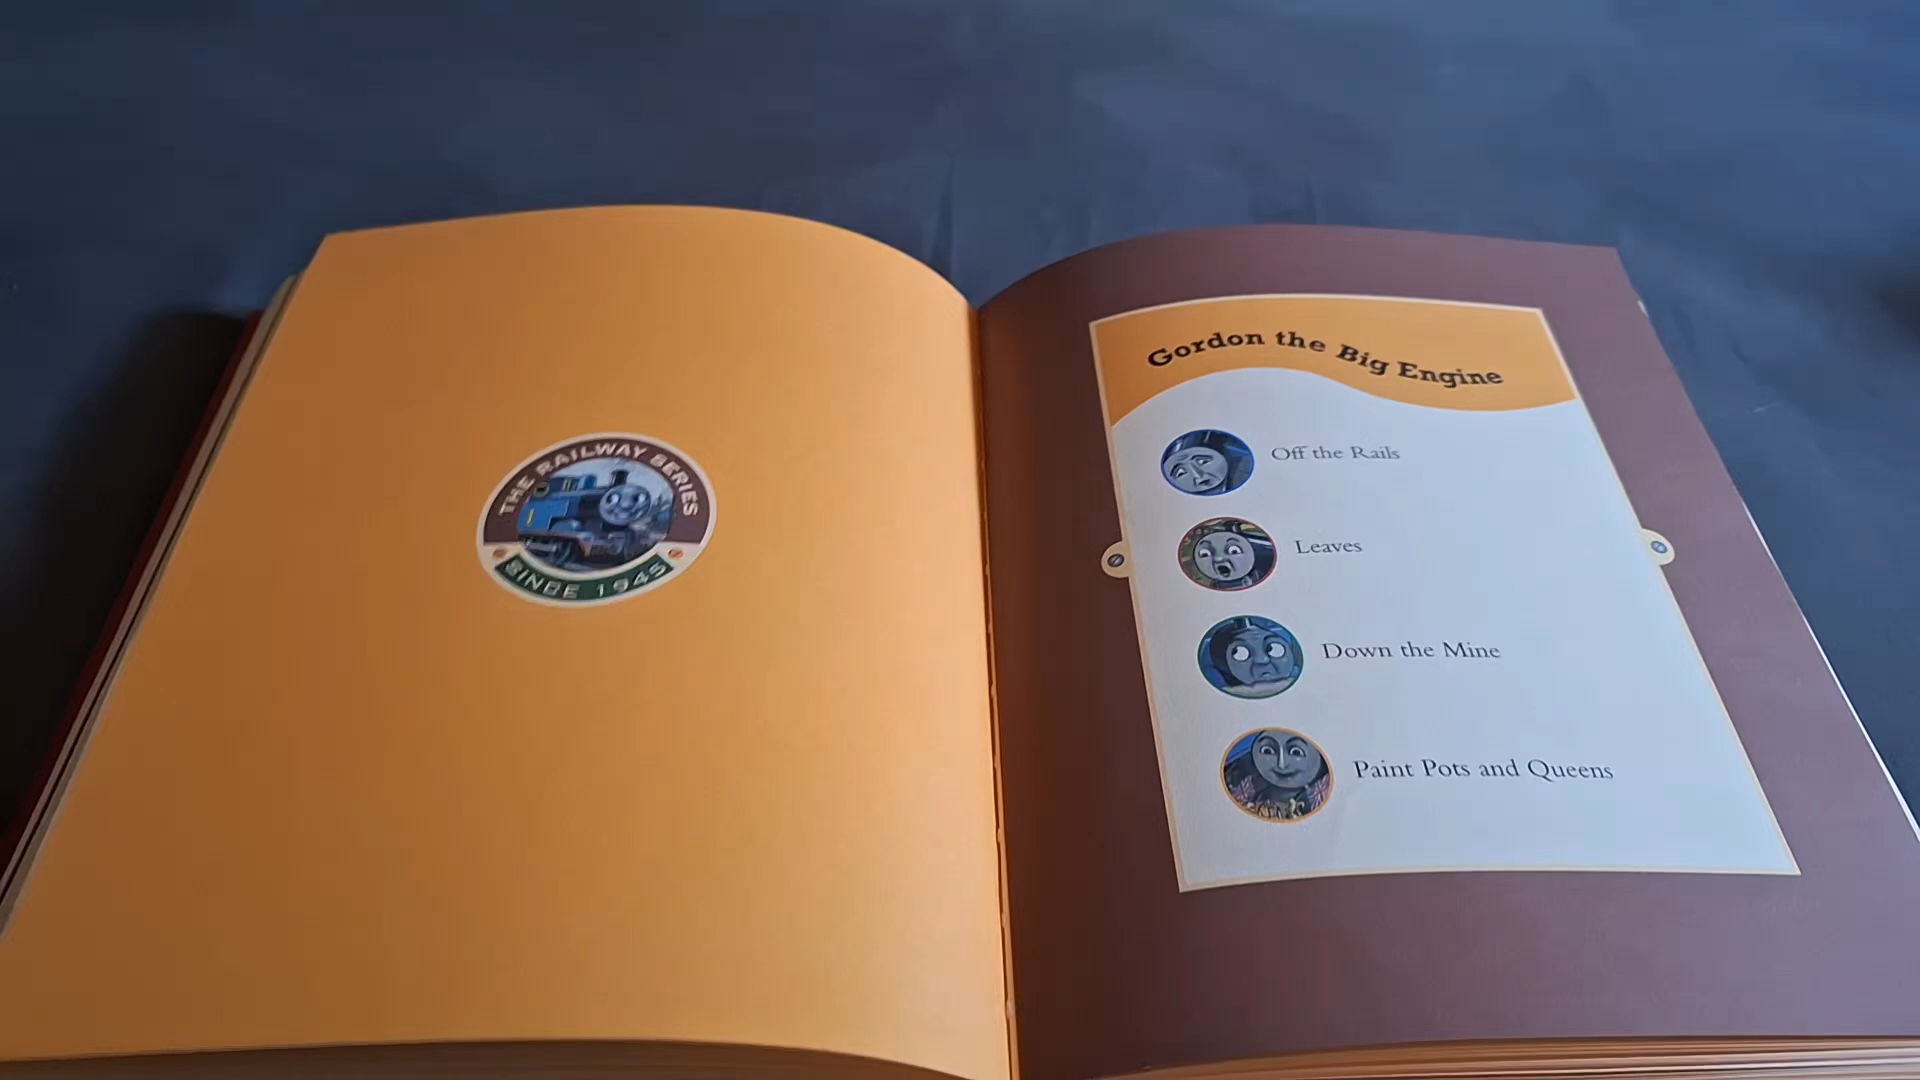 THE RAILWAY SERIES
SINCE 1945
Gordon the Big Engine
Off the Rails
Leaves
Down the Mine
Paint Pots and Queens